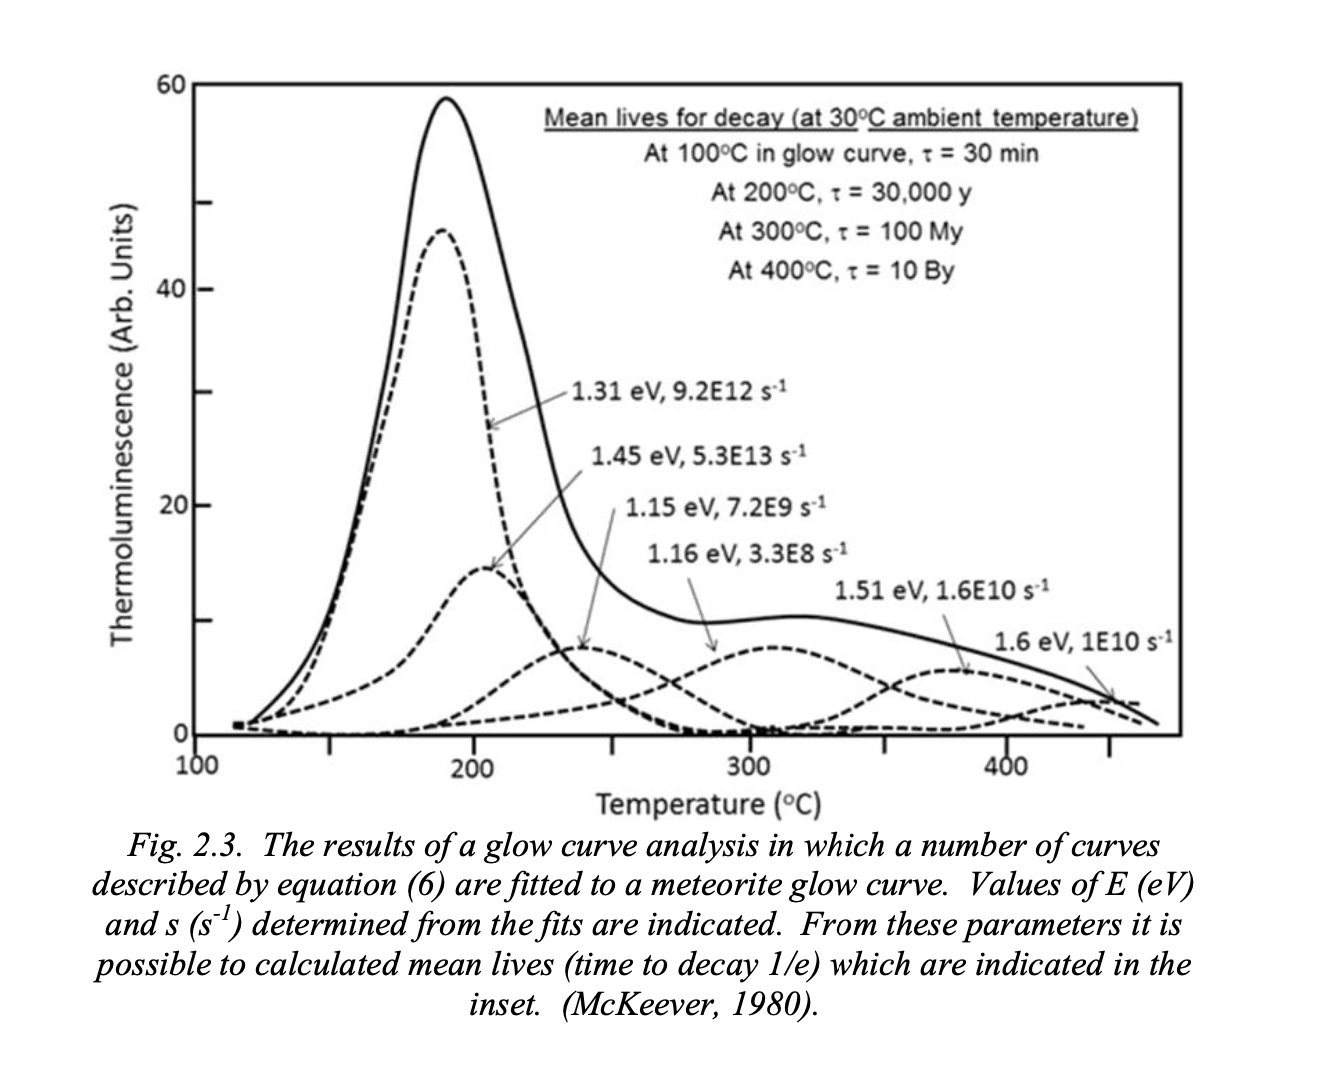 60
Mean lives for decay (at 30°C ambient temperature)
At 100°C in glow curve, τ = 30 min
At 200°C, τ = 30,000 y
At 300°C, τ = 100 My
At 400°C, τ = 10 By
Thermoluminescence (Arb. Units)
40
1.31 eV, 9.2E12 s⁻¹
1.45 eV, 5.3E13 s⁻¹
20
1.15 eV, 7.2E9 s⁻¹
1.16 eV, 3.3E8 s⁻¹
1.51 eV, 1.6E10 s⁻¹
1.6 eV, 1E10 s⁻¹
0
100 200 300 400
Temperature (°C)
Fig. 2.3. The results of a glow curve analysis in which a number of curves
described by equation (6) are fitted to a meteorite glow curve. Values of E (eV)
and s (s⁻¹) determined from the fits are indicated. From these parameters it is
possible to calculated mean lives (time to decay 1/e) which are indicated in the
inset. (McKeever, 1980).